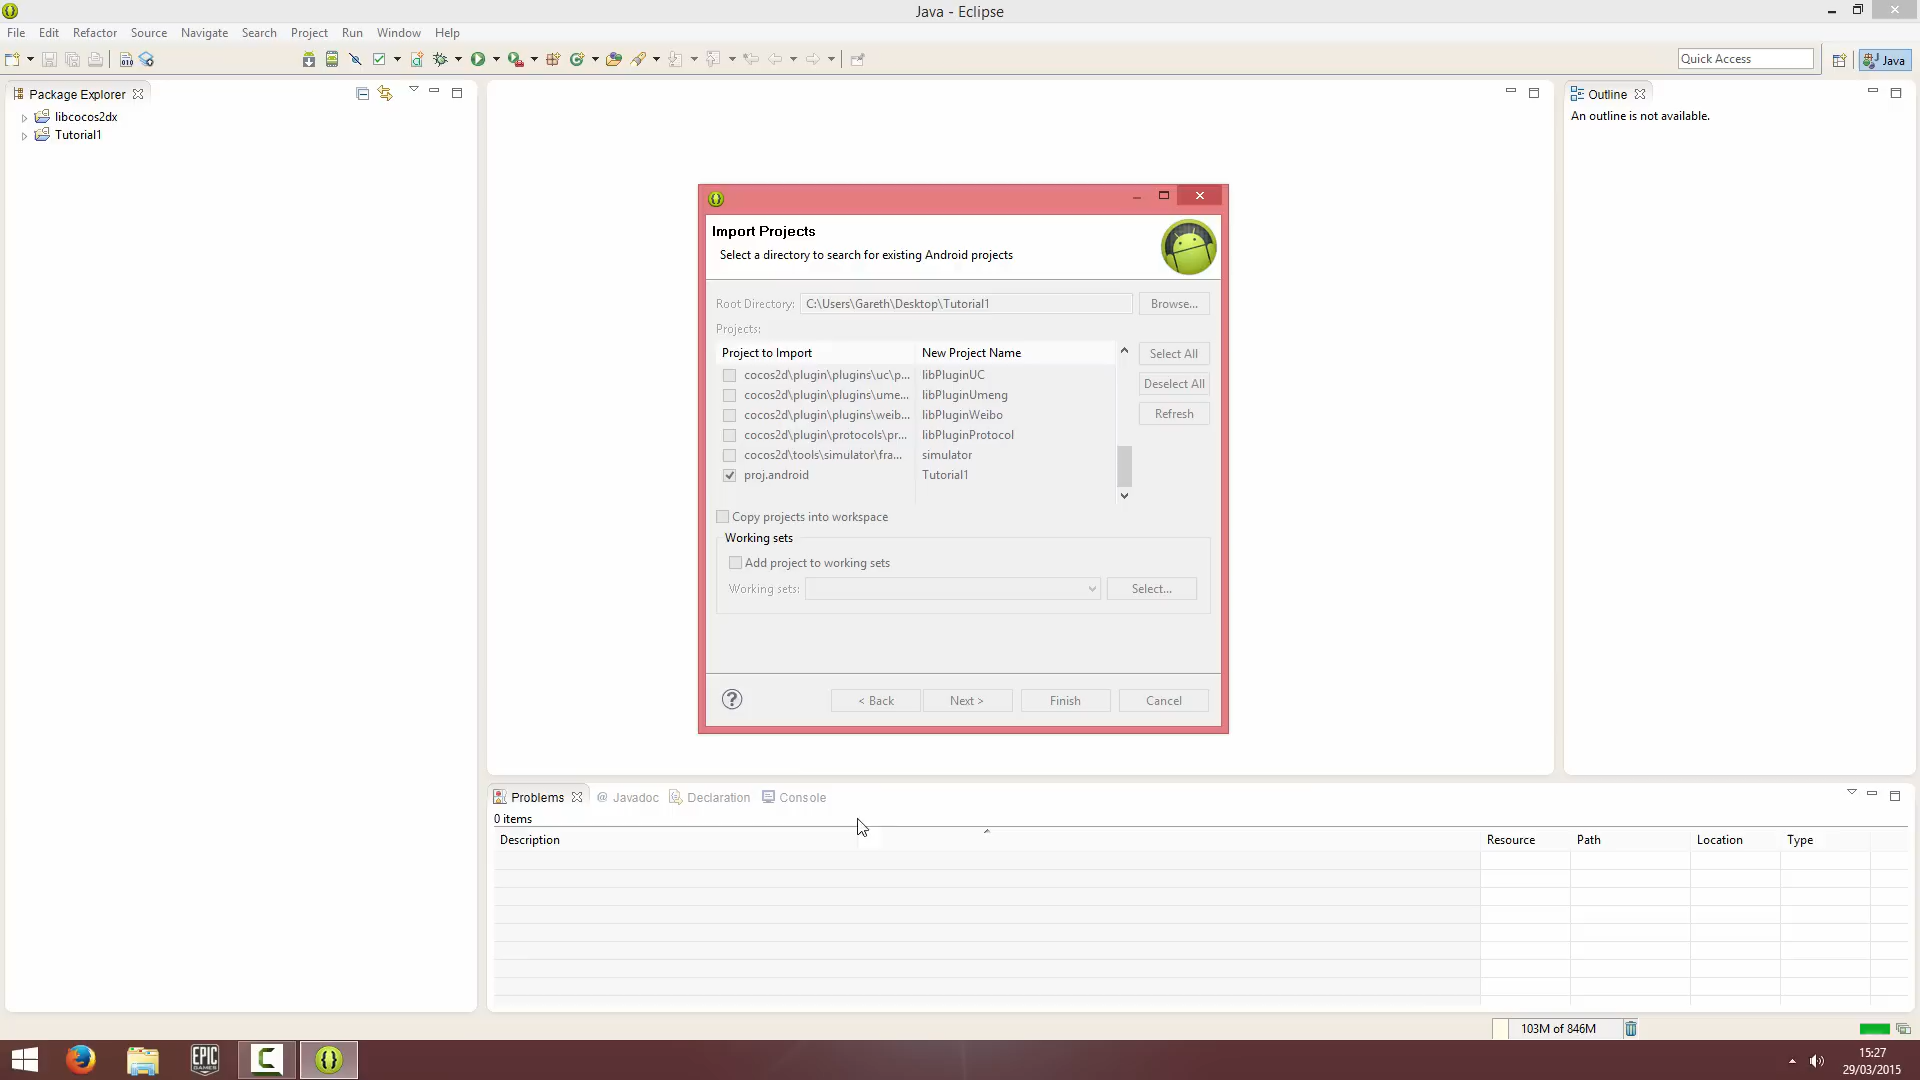 Java - Eclipse
File Edit Refactor Source Navigate Search Project Run Window Help
Quick Access
Java
Package Explorer
libcocos2dx
Tutorial1
Outline
An outline is not available.
Import Projects
Select a directory to search for existing Android projects
Root Directory: C:\Users\Gareth\Desktop\Tutorial1 Browse...
Projects:
Project to Import New Project Name
Select All
cocos2d\plugin\plugins\uc\p... libPluginUC
Deselect All
cocos2d\plugin\plugins\ume... libPluginUmeng
cocos2d\plugin\plugins\weib... libPluginWeibo
Refresh
cocos2d\plugin\protocols\pr... libPluginProtocol
cocos2d\tools\simulator\fra... simulator
proj.android Tutorial1
Copy projects into workspace
Working sets
Add project to working sets
Working sets: Select...
? < Back Next > Finish Cancel
Problems @ Javadoc Declaration Console
0 items
Description Resource Path Location Type
103M of 846M
EPIC
GAMES
15:27
29/03/2015